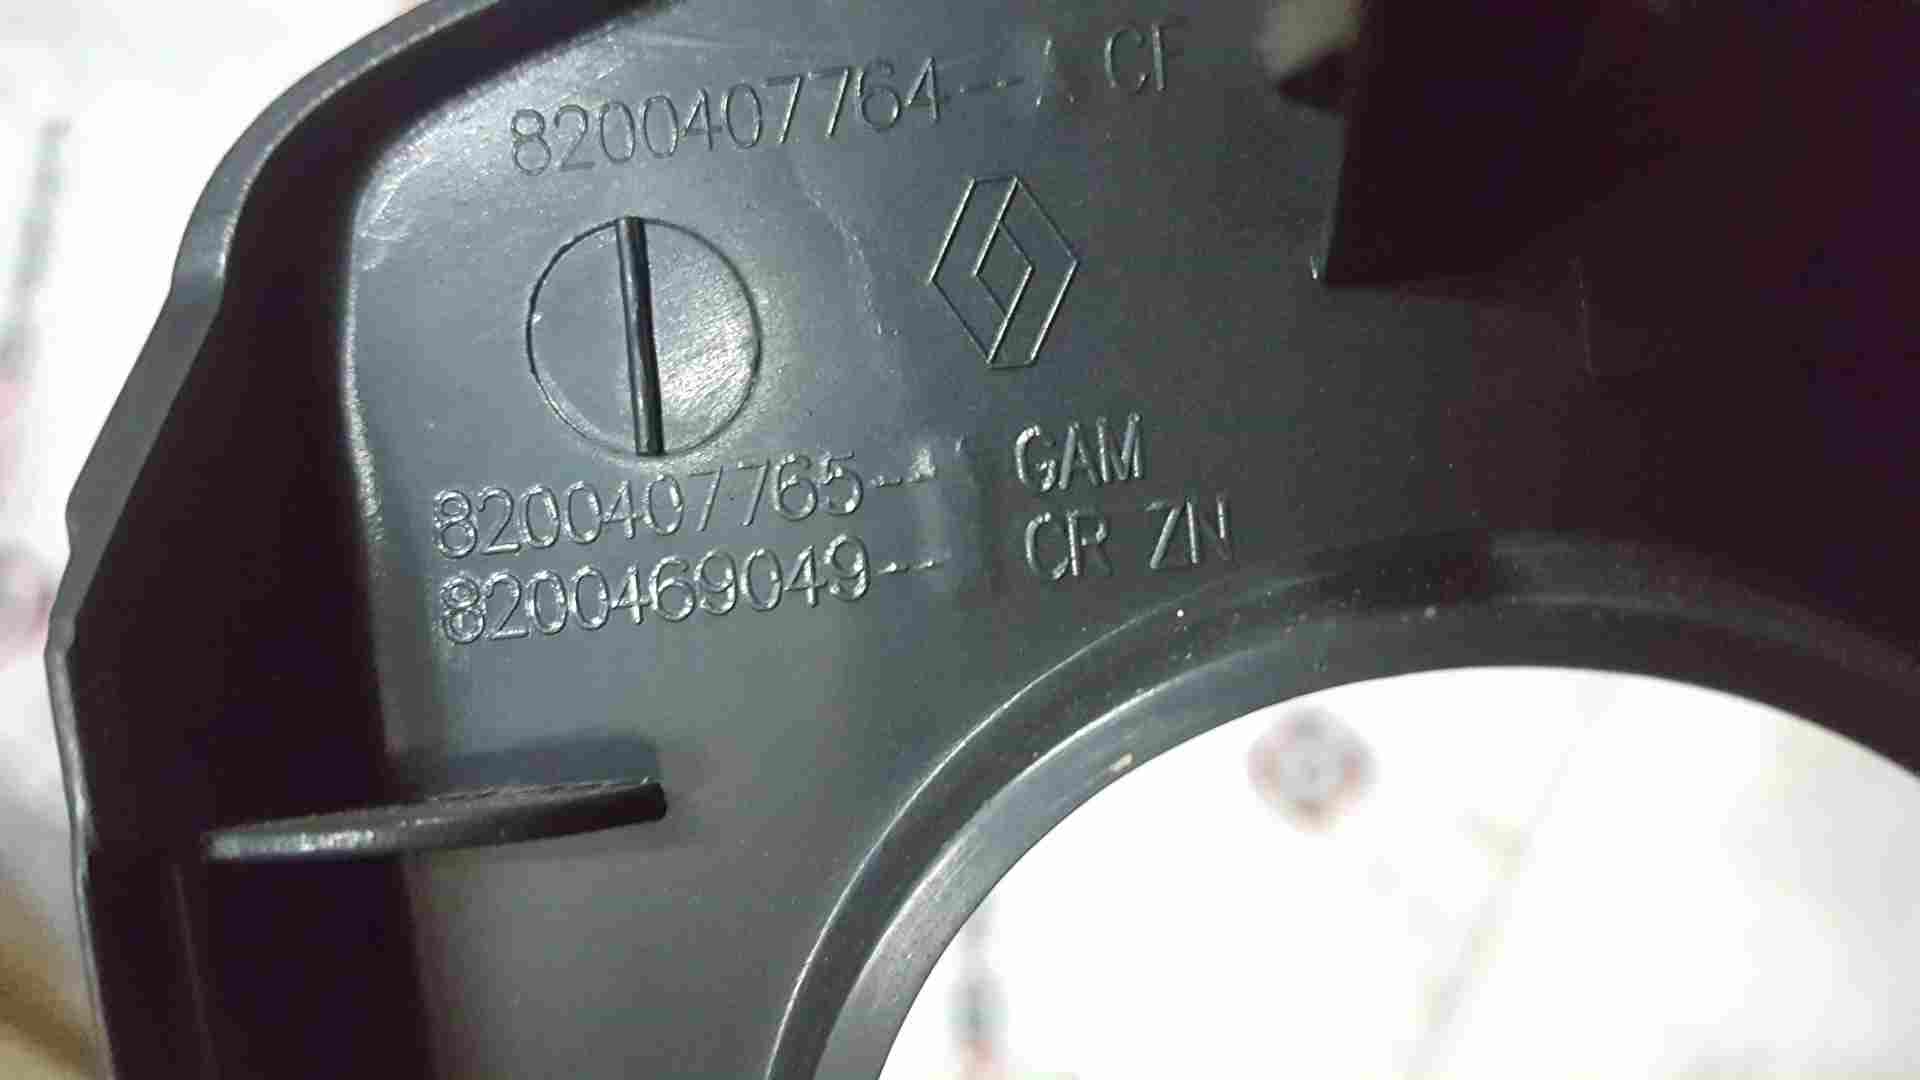 8200407764--A CF
8200407765-- GAM
8200469049-- CR ZN